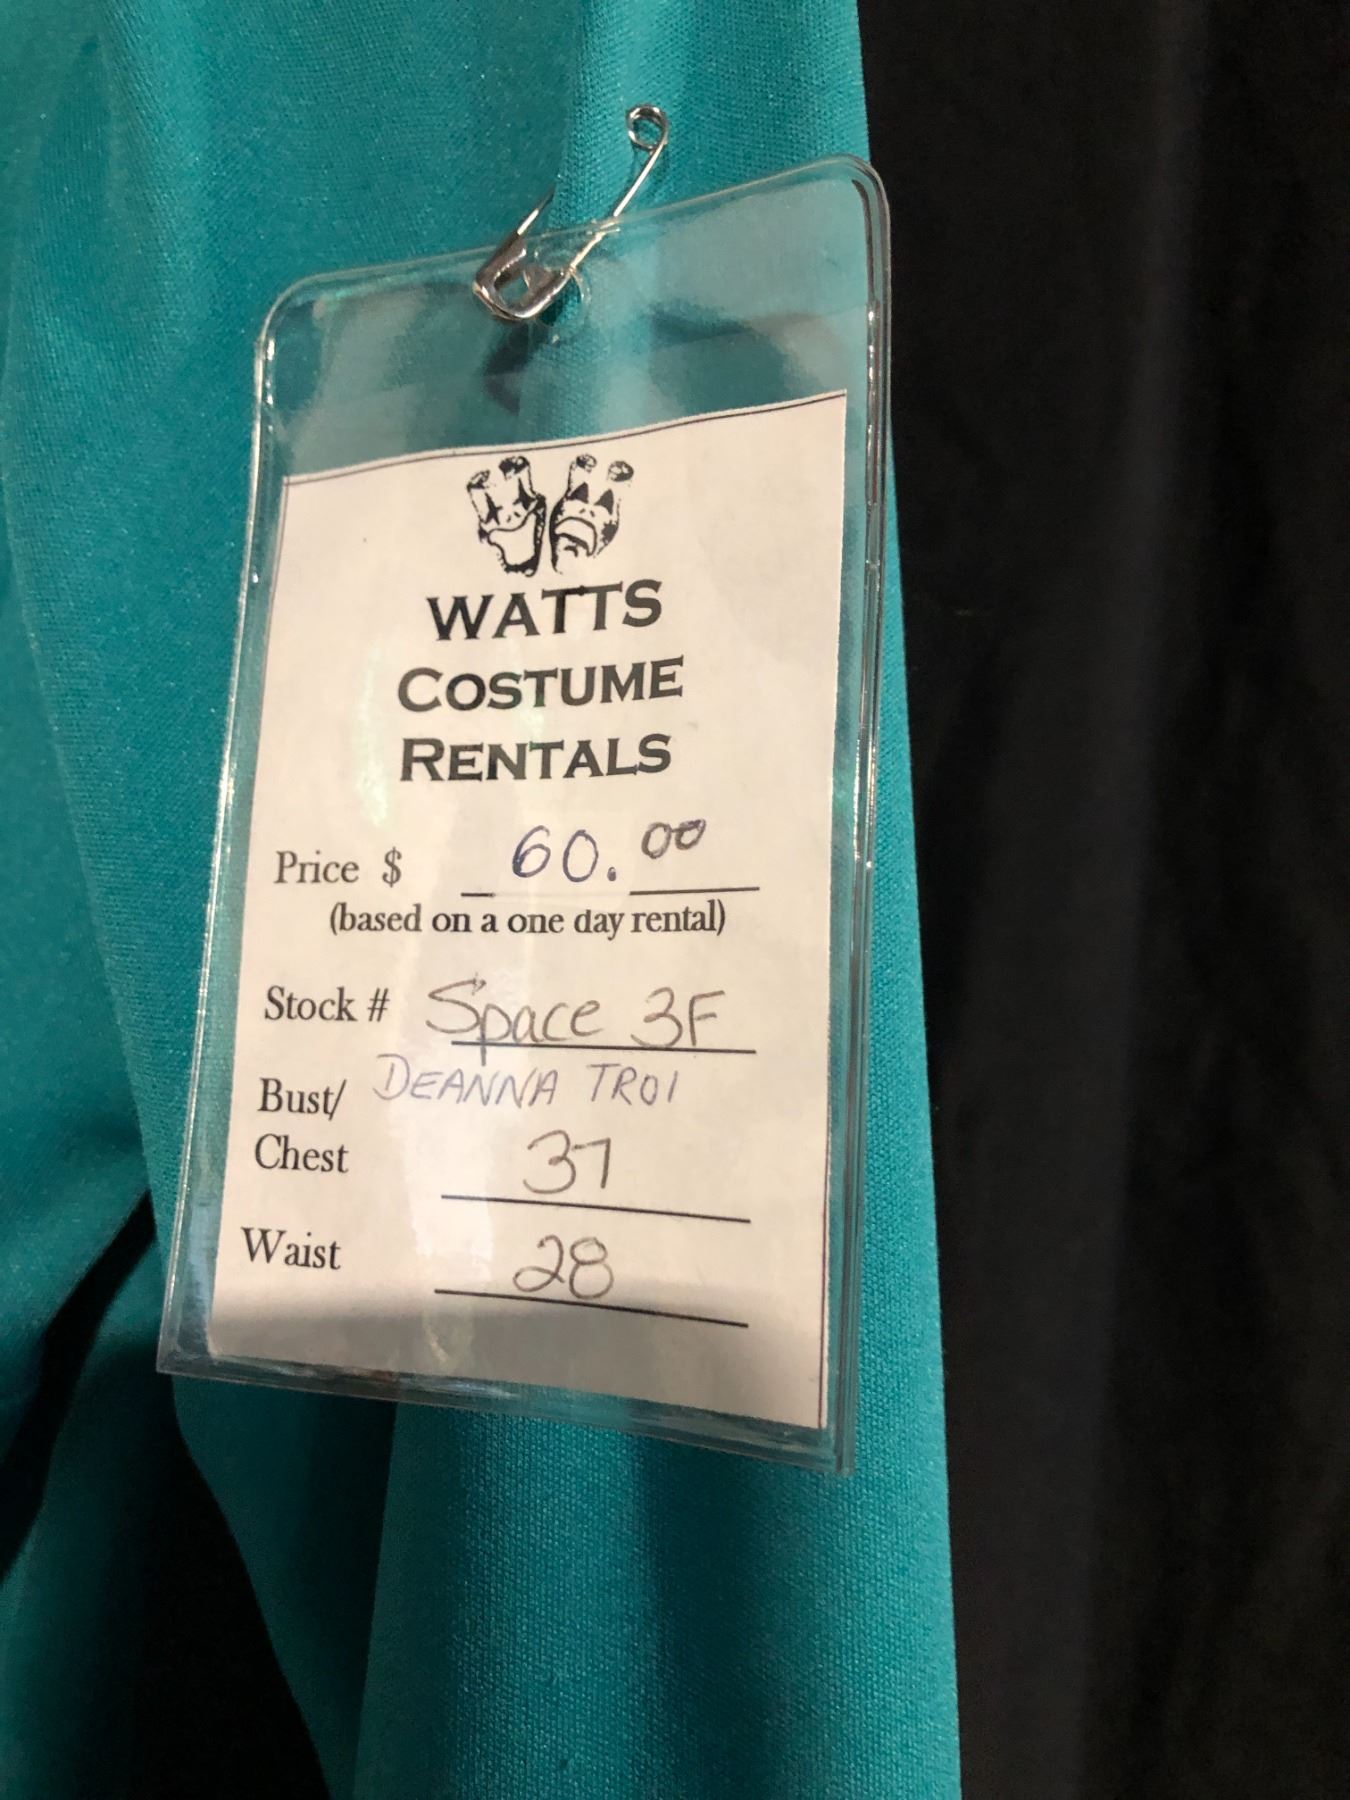 WATTS
COSTUME
RENTALS
Price $ 60.00
(based on a one day rental)
Stock # Space 3F
DEANNA TROI
Bust/
Chest 37
Waist 28